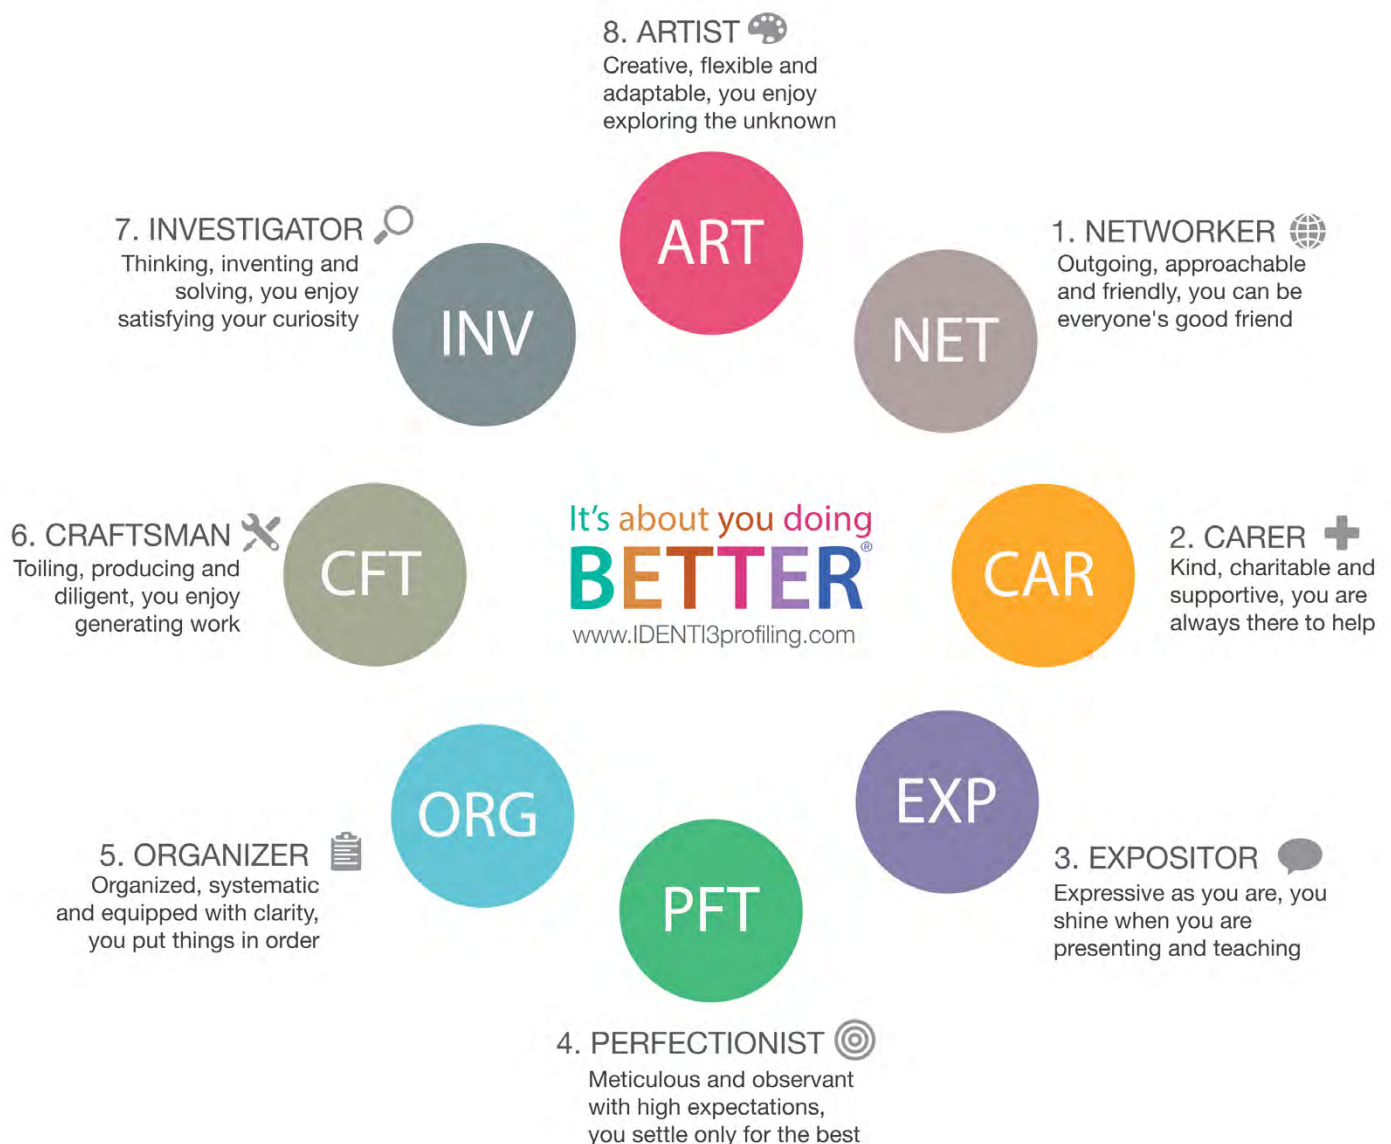 8. ARTIST
Creative, flexible and
adaptable, you enjoy
exploring the unknown
ART
7. INVESTIGATOR
Thinking, inventing and
solving, you enjoy
satisfying your curiosity
INV
1. NETWORKER
Outgoing, approachable
and friendly, you can be
everyone's good friend
NET
6. CRAFTSMAN
Toiling, producing and
diligent, you enjoy
generating work
CFT
It's about you doing
BETTER®
www.IDENTI3profiling.com
CAR
2. CARER
Kind, charitable and
supportive, you are
always there to help
ORG
5. ORGANIZER
Organized, systematic
and equipped with clarity,
you put things in order
EXP
3. EXPOSITOR
Expressive as you are, you
shine when you are
presenting and teaching
PFT
4. PERFECTIONIST
Meticulous and observant
with high expectations,
you settle only for the best